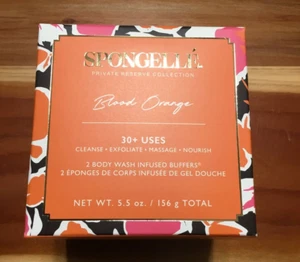 SPONGELLÉ.
PRIVATE RESERVE COLLECTION
Blood Orange
30+ USES
CLEANSE • EXFOLIATE • MASSAGE • NOURISH
2 BODY WASH INFUSED BUFFERS®
2 ÉPONGES DE CORPS INFUSÉE DE GEL DOUCHE
NET WT. 5.5 oz. / 156 g TOTAL